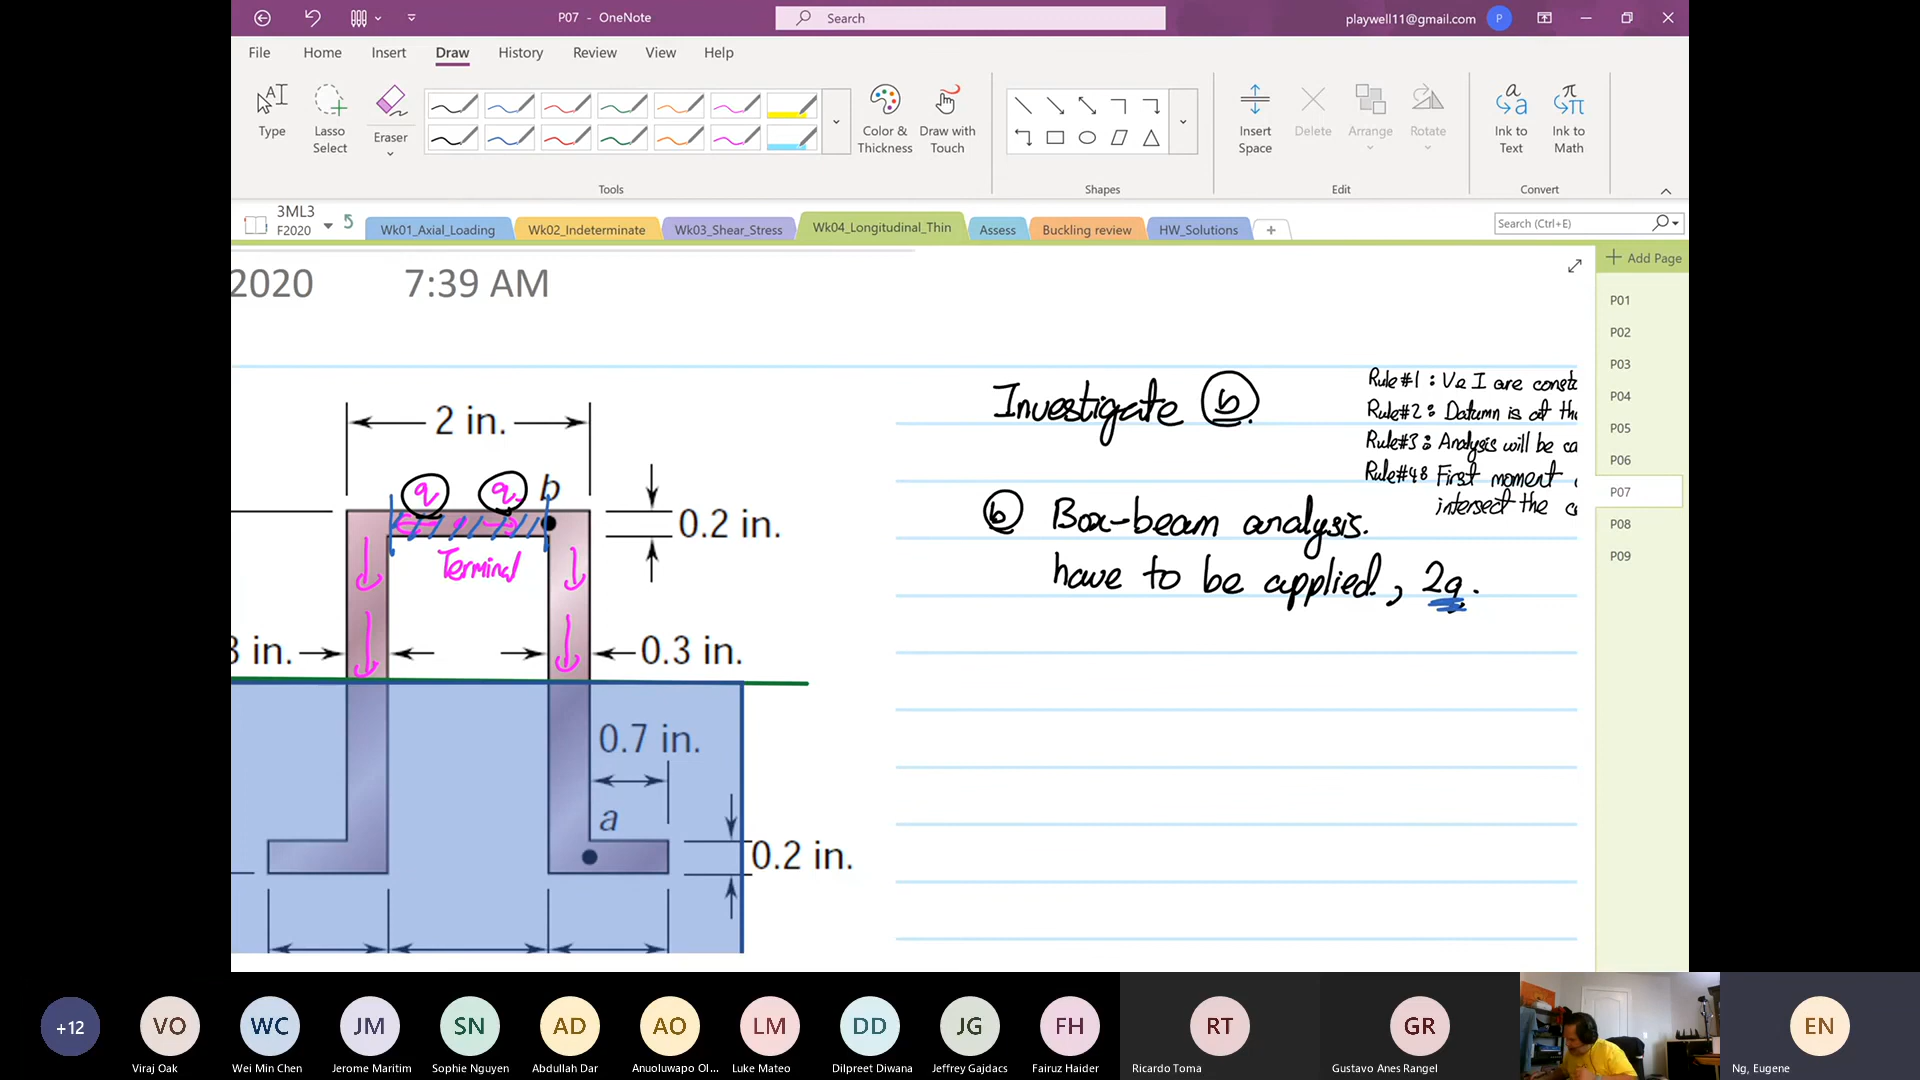 P07 - OneNote
Search
playwell11@gmail.com
P
File
Home
Insert
Draw
History
Review
View
Help
Type
Lasso Select
Eraser
Color & Thickness
Draw with Touch
Insert Space
Delete
Arrange
Rotate
Ink to Text
Ink to Math
Tools
Shapes
Edit
Convert
3ML3
F2020
Wk01_Axial_Loading
Wk02_Indeterminate
Wk03_Shear_Stress
Wk04_Longitudinal_Thin
Assess
Buckling review
HW_Solutions
Search (Ctrl+E)
2020 7:39 AM
Add Page
P01
P02
P03
P04
P05
P06
P07
P08
P09
Investigate b.
Rule#1 : V&I are consta
Rule#2: Datumn is at th
Rule#3: Analysis will be ca
Rule#4: First moment
intersect the c
b Box-beam analysis.
have to be applied, 2q.
2 in.
q q b
0.2 in.
Terminal
3 in.
0.3 in.
0.7 in.
a
0.2 in.
+12
VO
WC
JM
SN
AD
AO
LM
DD
JG
FH
RT
GR
EN
Viraj Oak
Wei Min Chen
Jerome Maritim
Sophie Nguyen
Abdullah Dar
Anuoluwapo Ol...
Luke Mateo
Dilpreet Diwana
Jeffrey Gajdacs
Fairuz Haider
Ricardo Toma
Gustavo Anes Rangel
Ng, Eugene